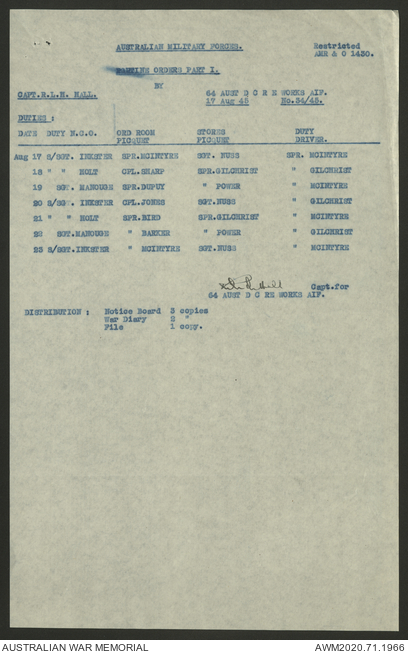 AUSTRALIAN MILITARY FORCES. Restricted
AMR & O 1430.
ROUTINE ORDERS PART I.
BY
CAPT.R.L.H. HALL. 64 AUST D C R E WORKS AIF.
17 Aug 45 No.34/45.
DUTIES :
DATE DUTY N.C.O. ORD ROOM STORES DUTY
PICQUET PICQUET DRIVER.
Aug 17 S/SGT. INKSTER SPR.MCINTYRE SGT. NUSS SPR. MCINTYRE
18 " " HOLT CPL.SHARP SPR.GILCHRIST " GILCHRIST
19 SGT. MANOUGE SPR.DUPUY " POWER " MCINTYRE
20 S/SGT. INKSTER CPL.JONES SGT.NUSS " GILCHRIST
21 " " HOLT SPR.BIRD SPR.GILCHRIST " MCINTYRE
22 SGT.MANOUGE " BARKER " POWER " GILCHRIST
23 S/SGT.INKSTER " MCINTYRE SGT.NUSS " MCINTYRE
Capt.for
64 AUST D C RE WORKS AIF.
DISTRIBUTION : Notice Board 3 copies
War Diary 2 "
File 1 copy.
AUSTRALIAN WAR MEMORIAL AWM2020.71.1966